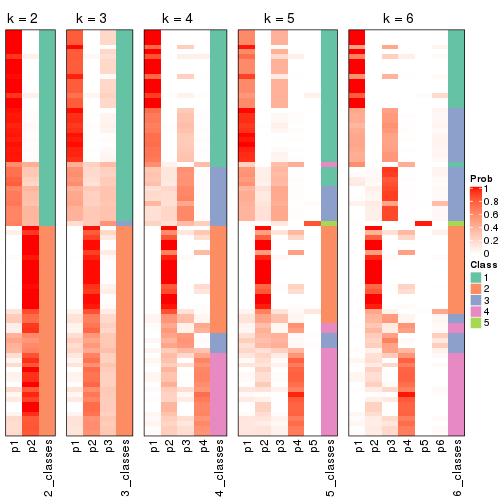 k = 2 k = 3 k = 4 k = 5 k = 6
Prob
1
0.8
0.6
0.4
0.2
0
Class
1
2
3
4
5
p1 p2 2_classes p1 p2 p3 3_classes p1 p2 p3 p4 4_classes p1 p2 p3 p4 p5 5_classes p1 p2 p3 p4 p5 p6 6_classes